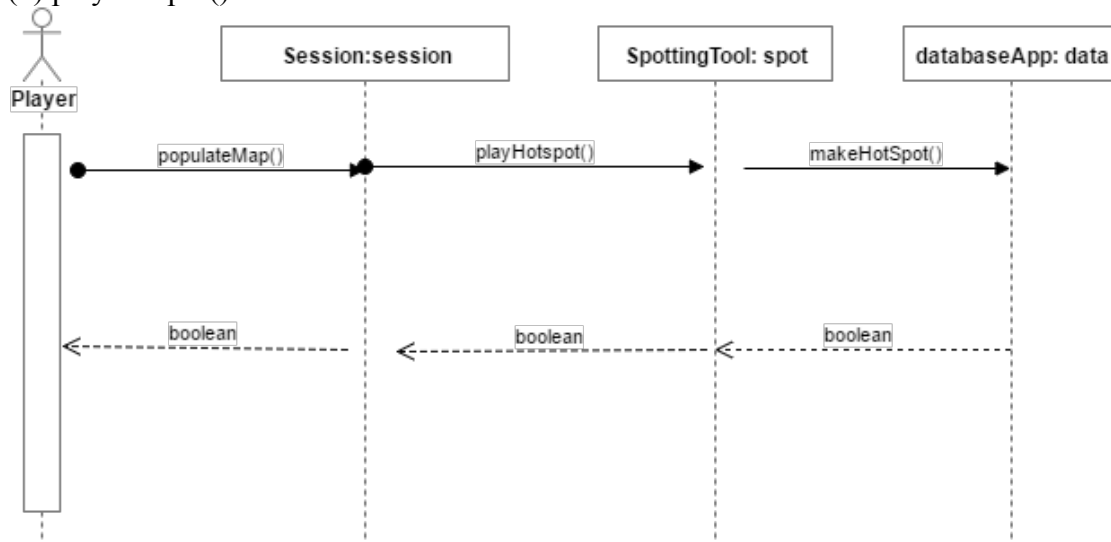 Session:session
SpottingTool: spot
databaseApp: data
Player
populateMap()
playHotspot()
makeHotSpot()
boolean
boolean
boolean